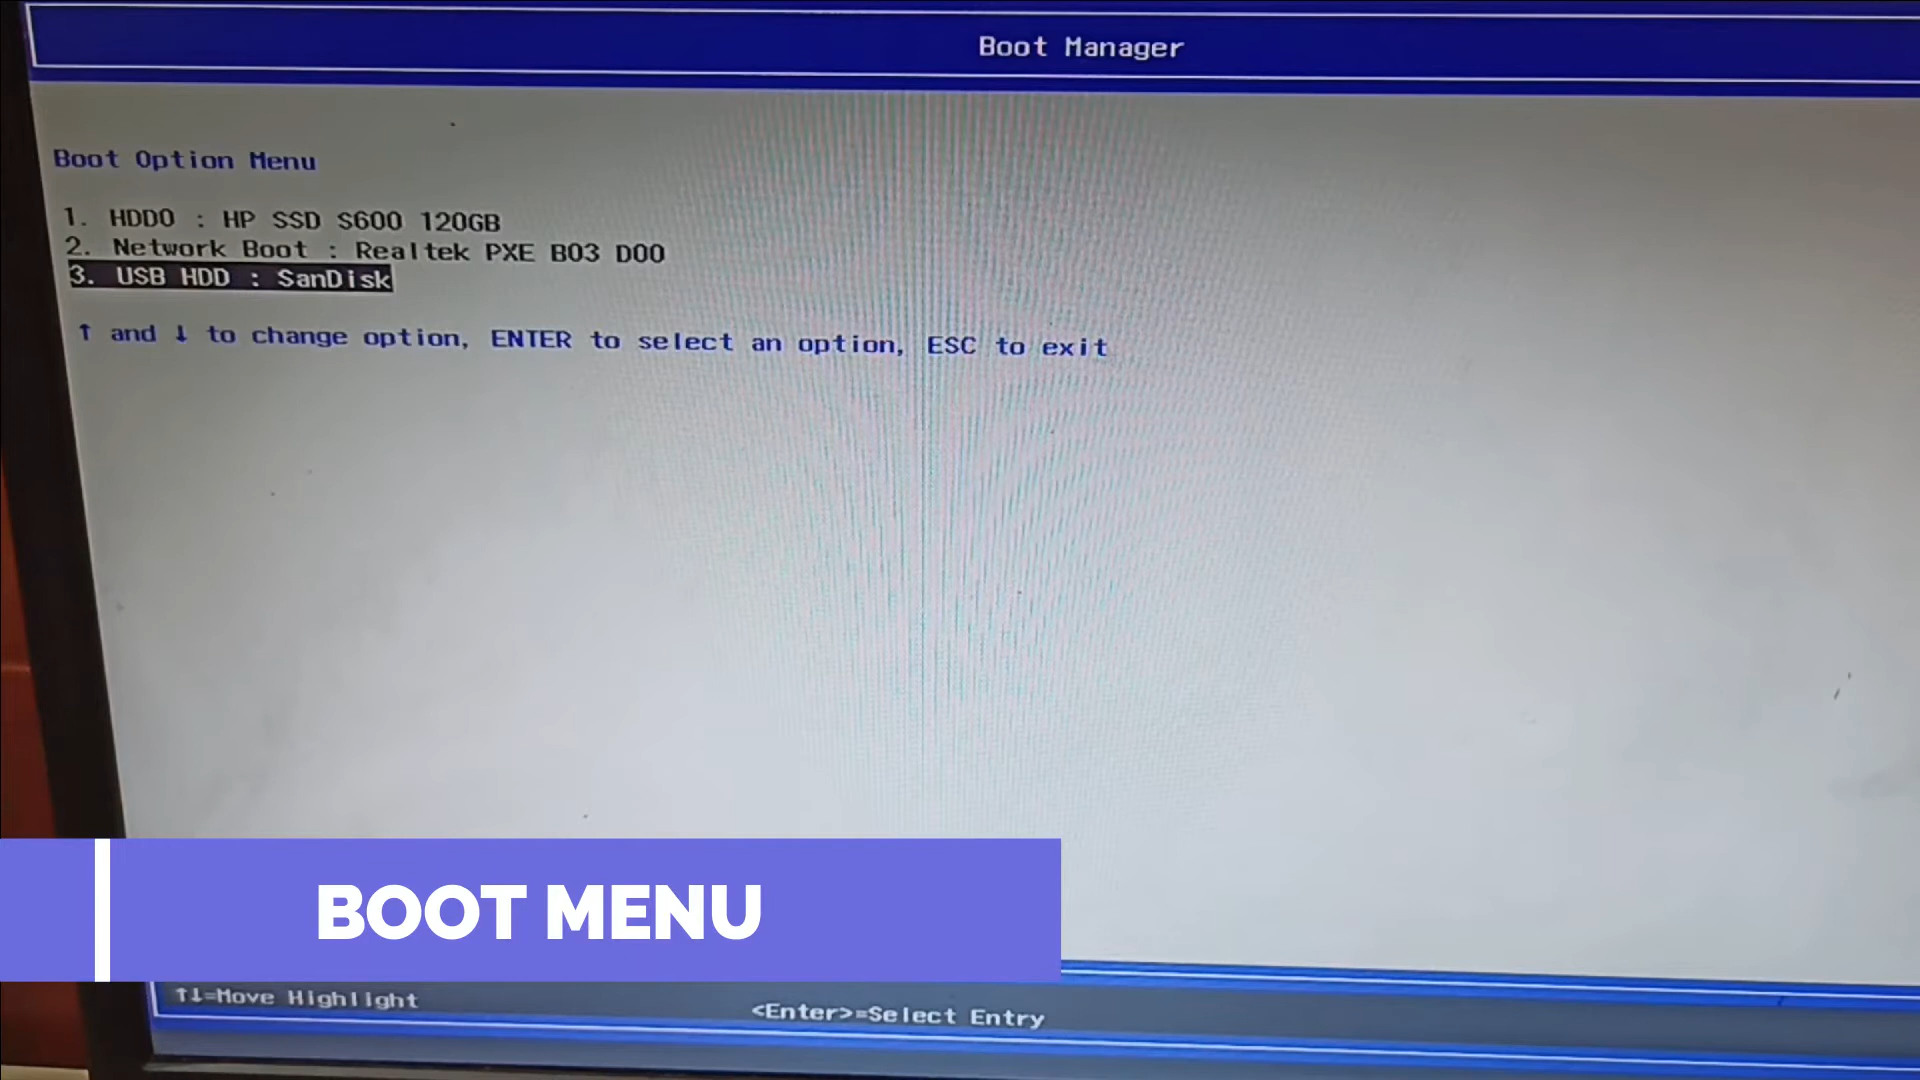 Boot Manager
Boot Option Menu
1. HDD0 : HP SSD S600 120GB
2. Network Boot : Realtek PXE B03 D00
3. USB HDD : SanDisk
↑ and ↓ to change option, ENTER to select an option, ESC to exit
BOOT MENU
↑↓=Move Highlight
<Enter>=Select Entry